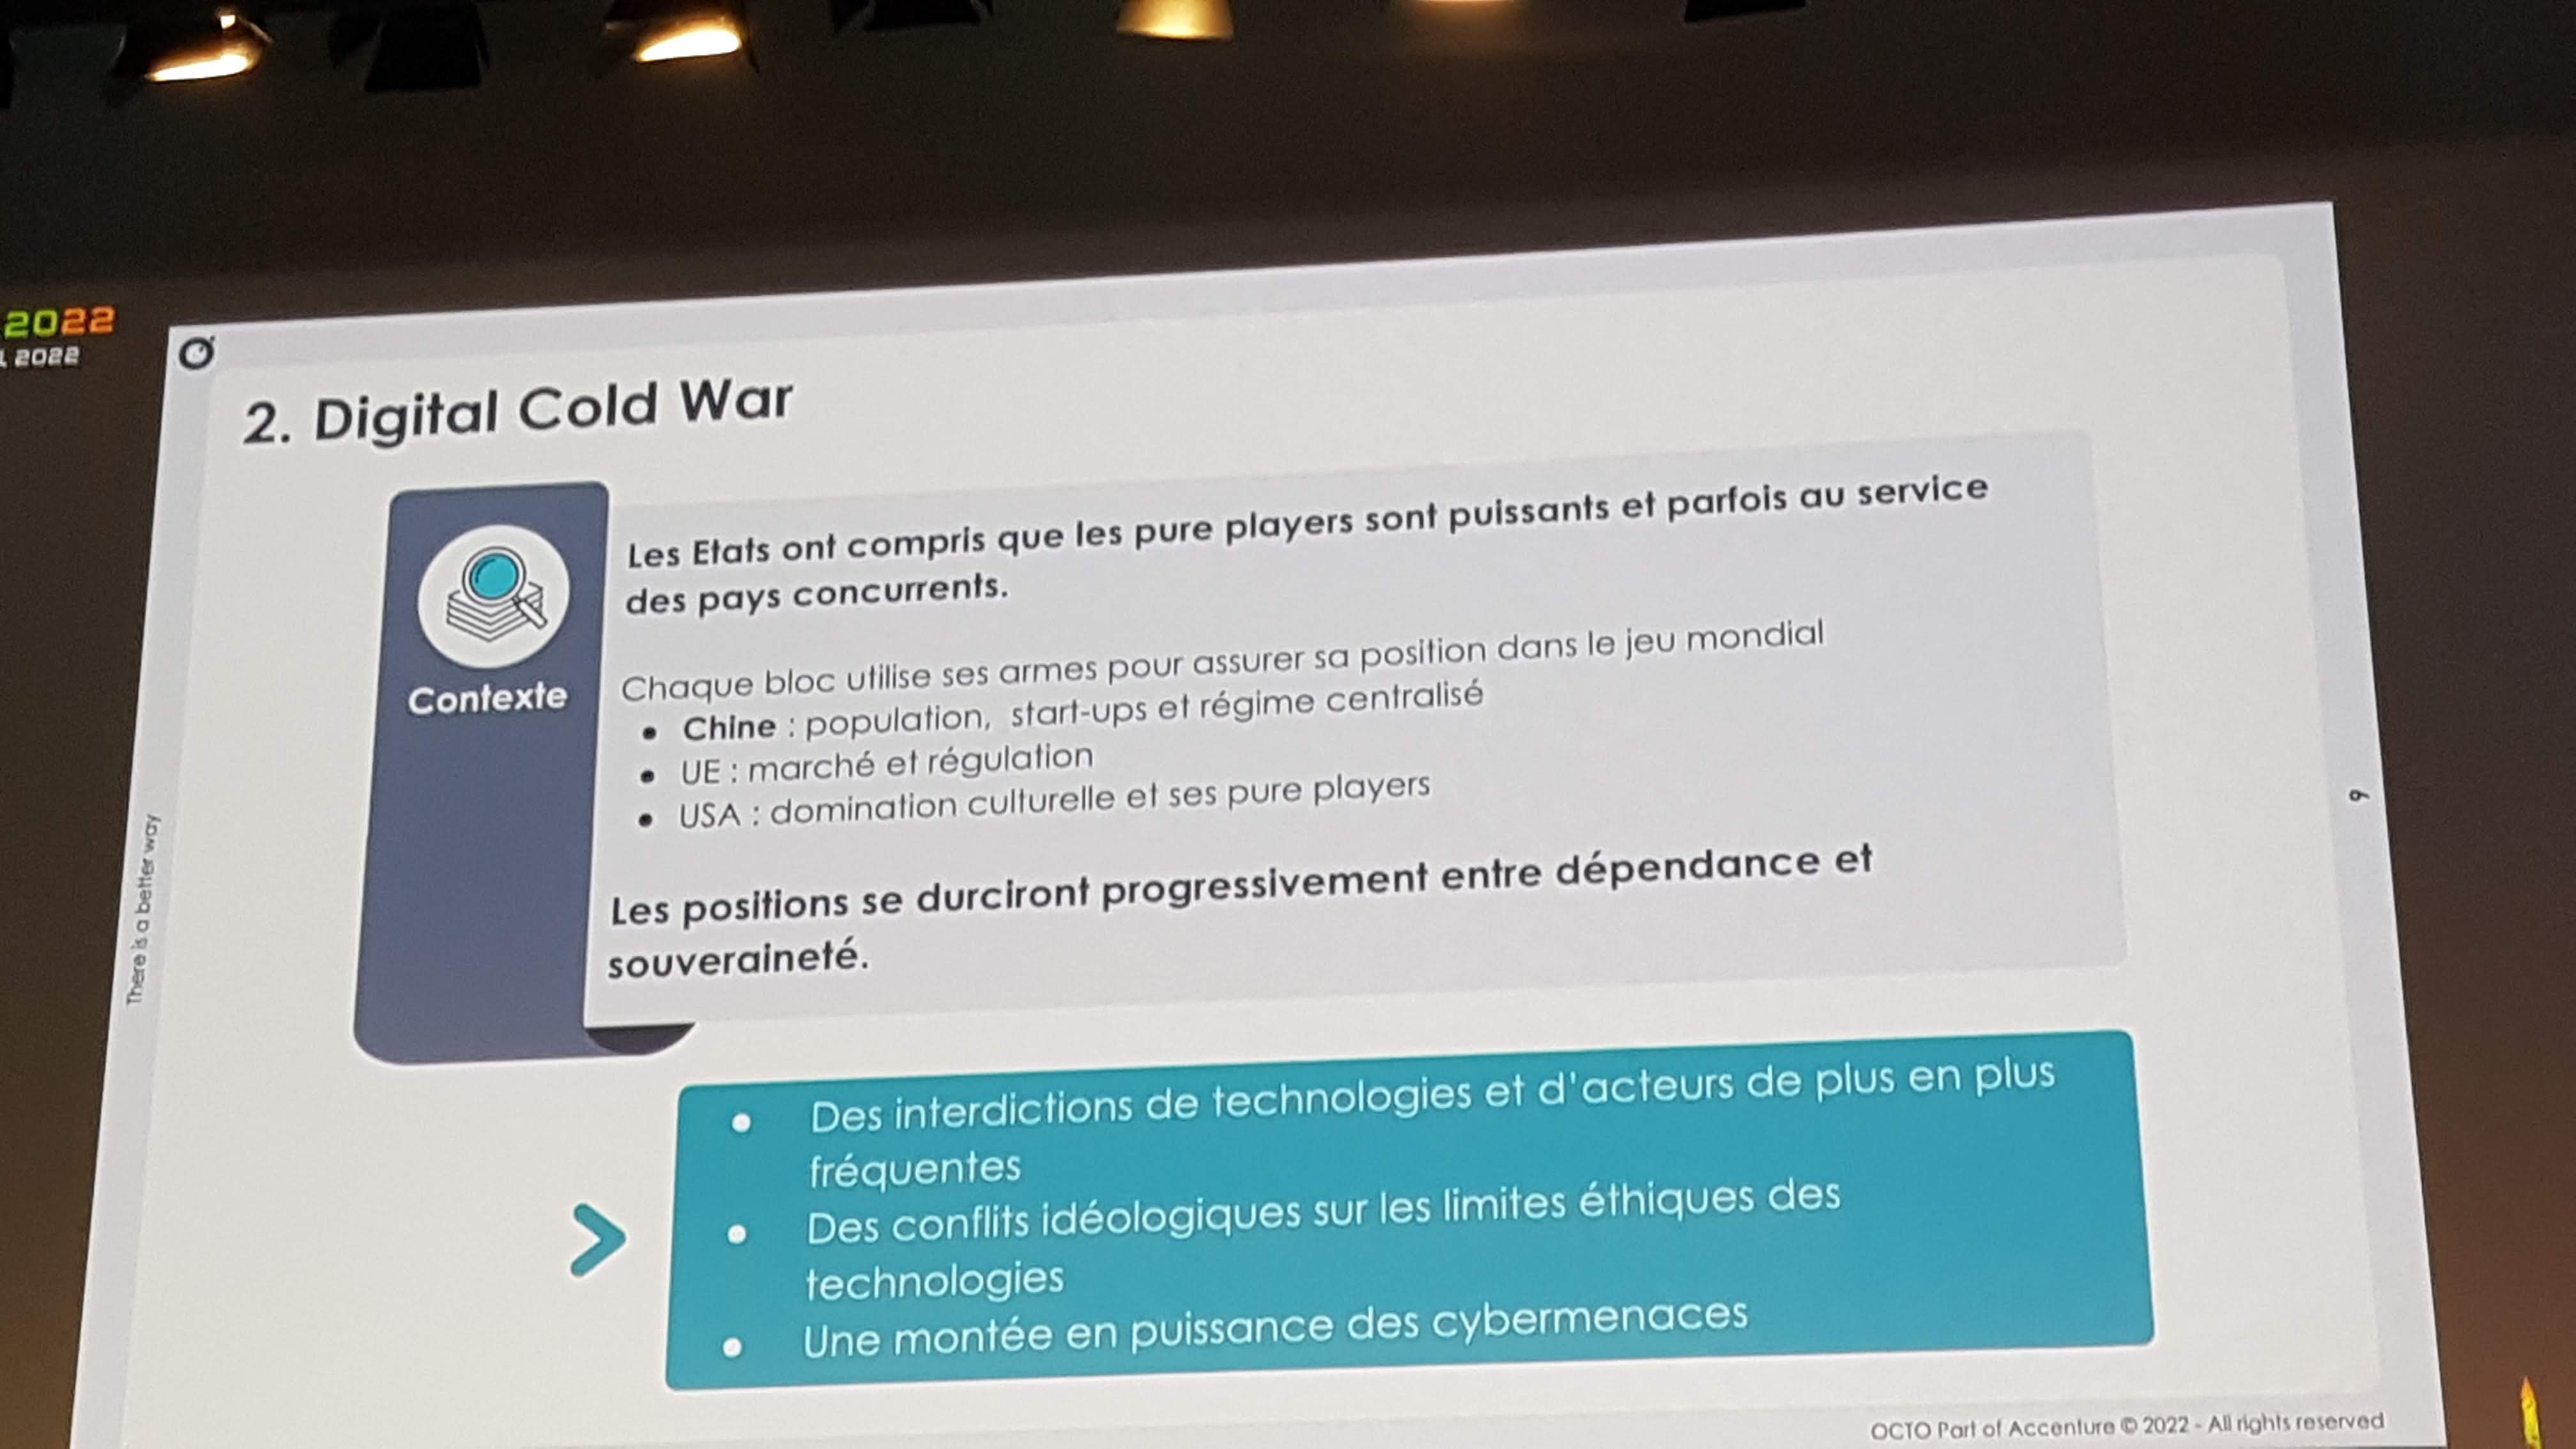 2022
2022
2. Digital Cold War
Contexte
Les Etats ont compris que les pure players sont puissants et parfois au service
des pays concurrents.
Chaque bloc utilise ses armes pour assurer sa position dans le jeu mondial
• Chine : population, start-ups et régime centralisé
• UE : marché et régulation
• USA : domination culturelle et ses pure players
Les positions se durciront progressivement entre dépendance et
souveraineté.
There is a better way
9
• Des interdictions de technologies et d'acteurs de plus en plus
fréquentes
• Des conflits idéologiques sur les limites éthiques des
technologies
• Une montée en puissance des cybermenaces
OCTO Part of Accenture © 2022 - All rights reserved